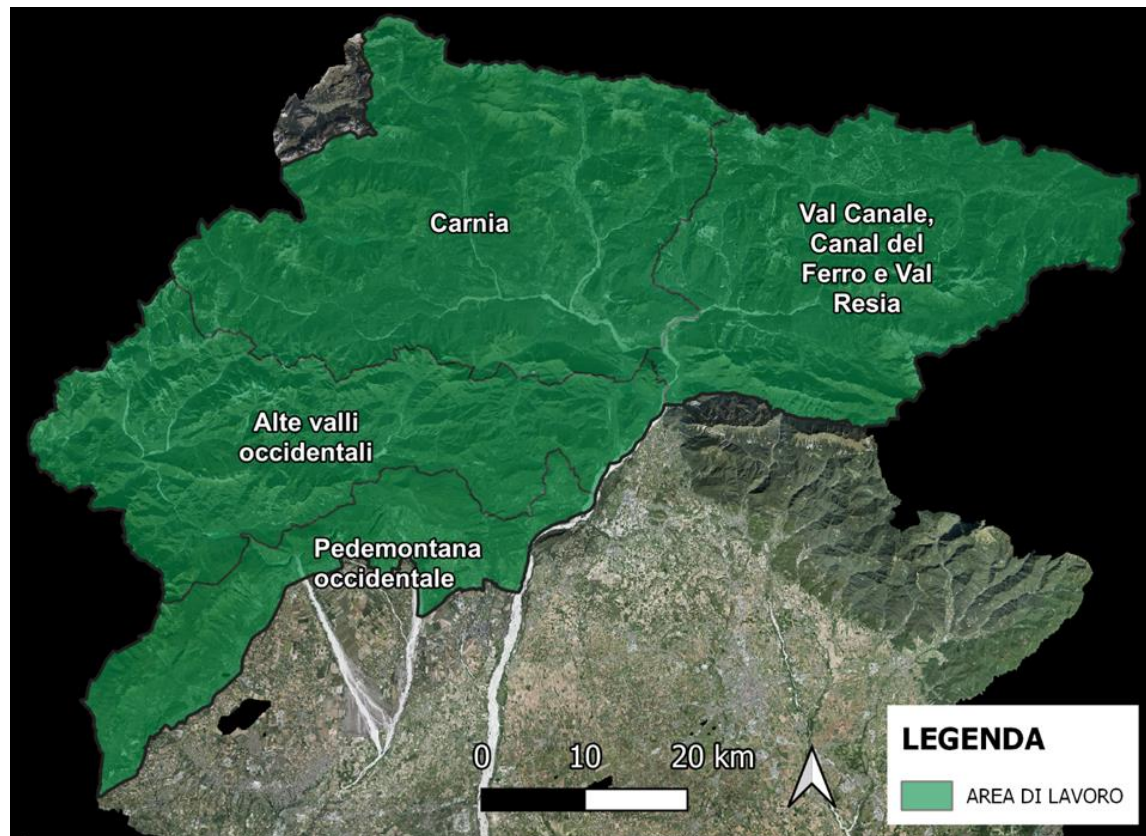 Carnia
Val Canale,
Canal del
Ferro e Val
Resia
Alte valli
occidentali
Pedemontana
occidentale
0 10 20 km
LEGENDA
AREA DI LAVORO